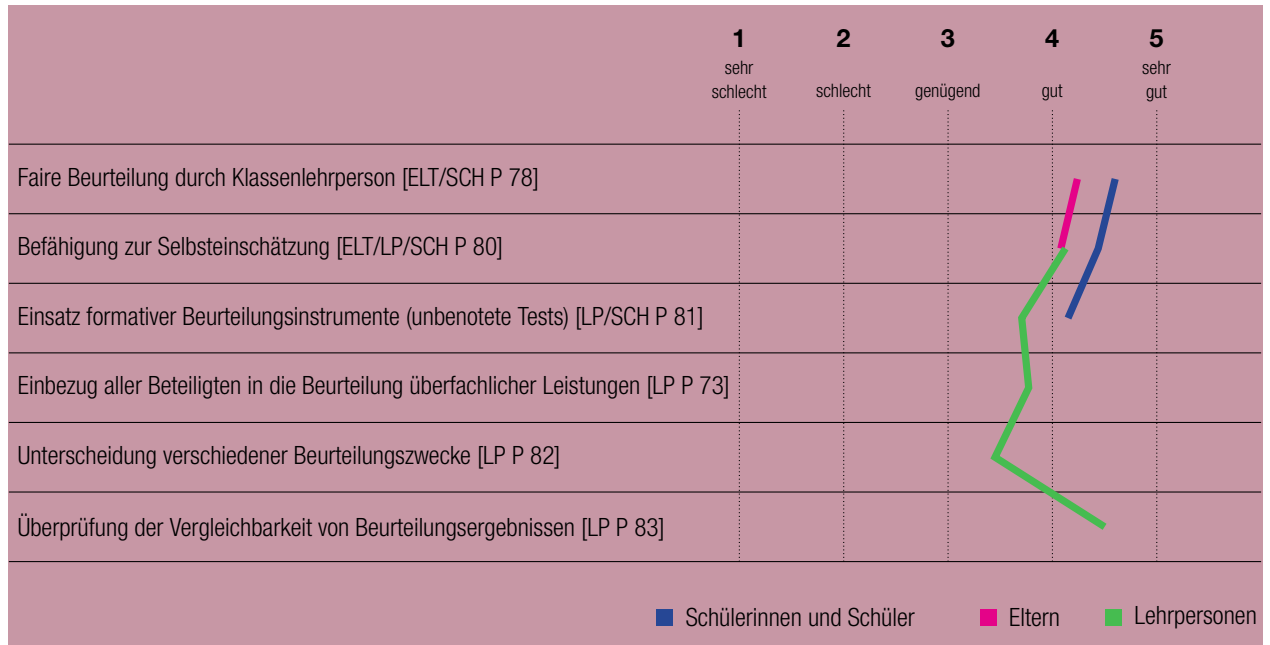 1 2 3 4 5
sehr schlecht schlecht genügend gut sehr gut
Faire Beurteilung durch Klassenlehrperson [ELT/SCH P 78]
Befähigung zur Selbsteinschätzung [ELT/LP/SCH P 80]
Einsatz formativer Beurteilungsinstrumente (unbenotete Tests) [LP/SCH P 81]
Einbezug aller Beteiligten in die Beurteilung überfachlicher Leistungen [LP P 73]
Unterscheidung verschiedener Beurteilungszwecke [LP P 82]
Überprüfung der Vergleichbarkeit von Beurteilungsergebnissen [LP P 83]
Schülerinnen und Schüler Eltern Lehrpersonen